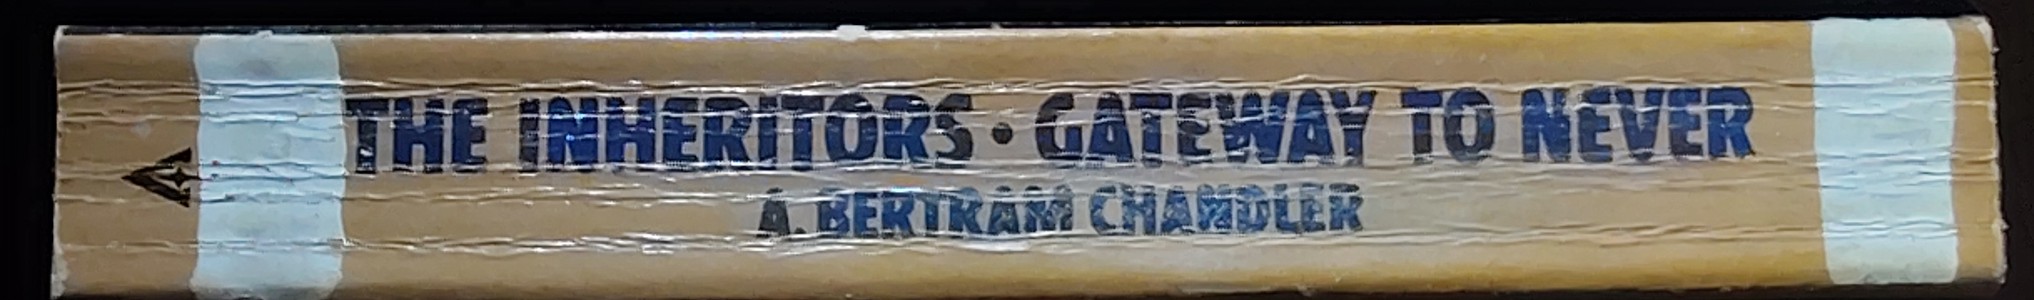 THE INHERITORS • GATEWAY TO NEVER
A. BERTRAM CHANDLER